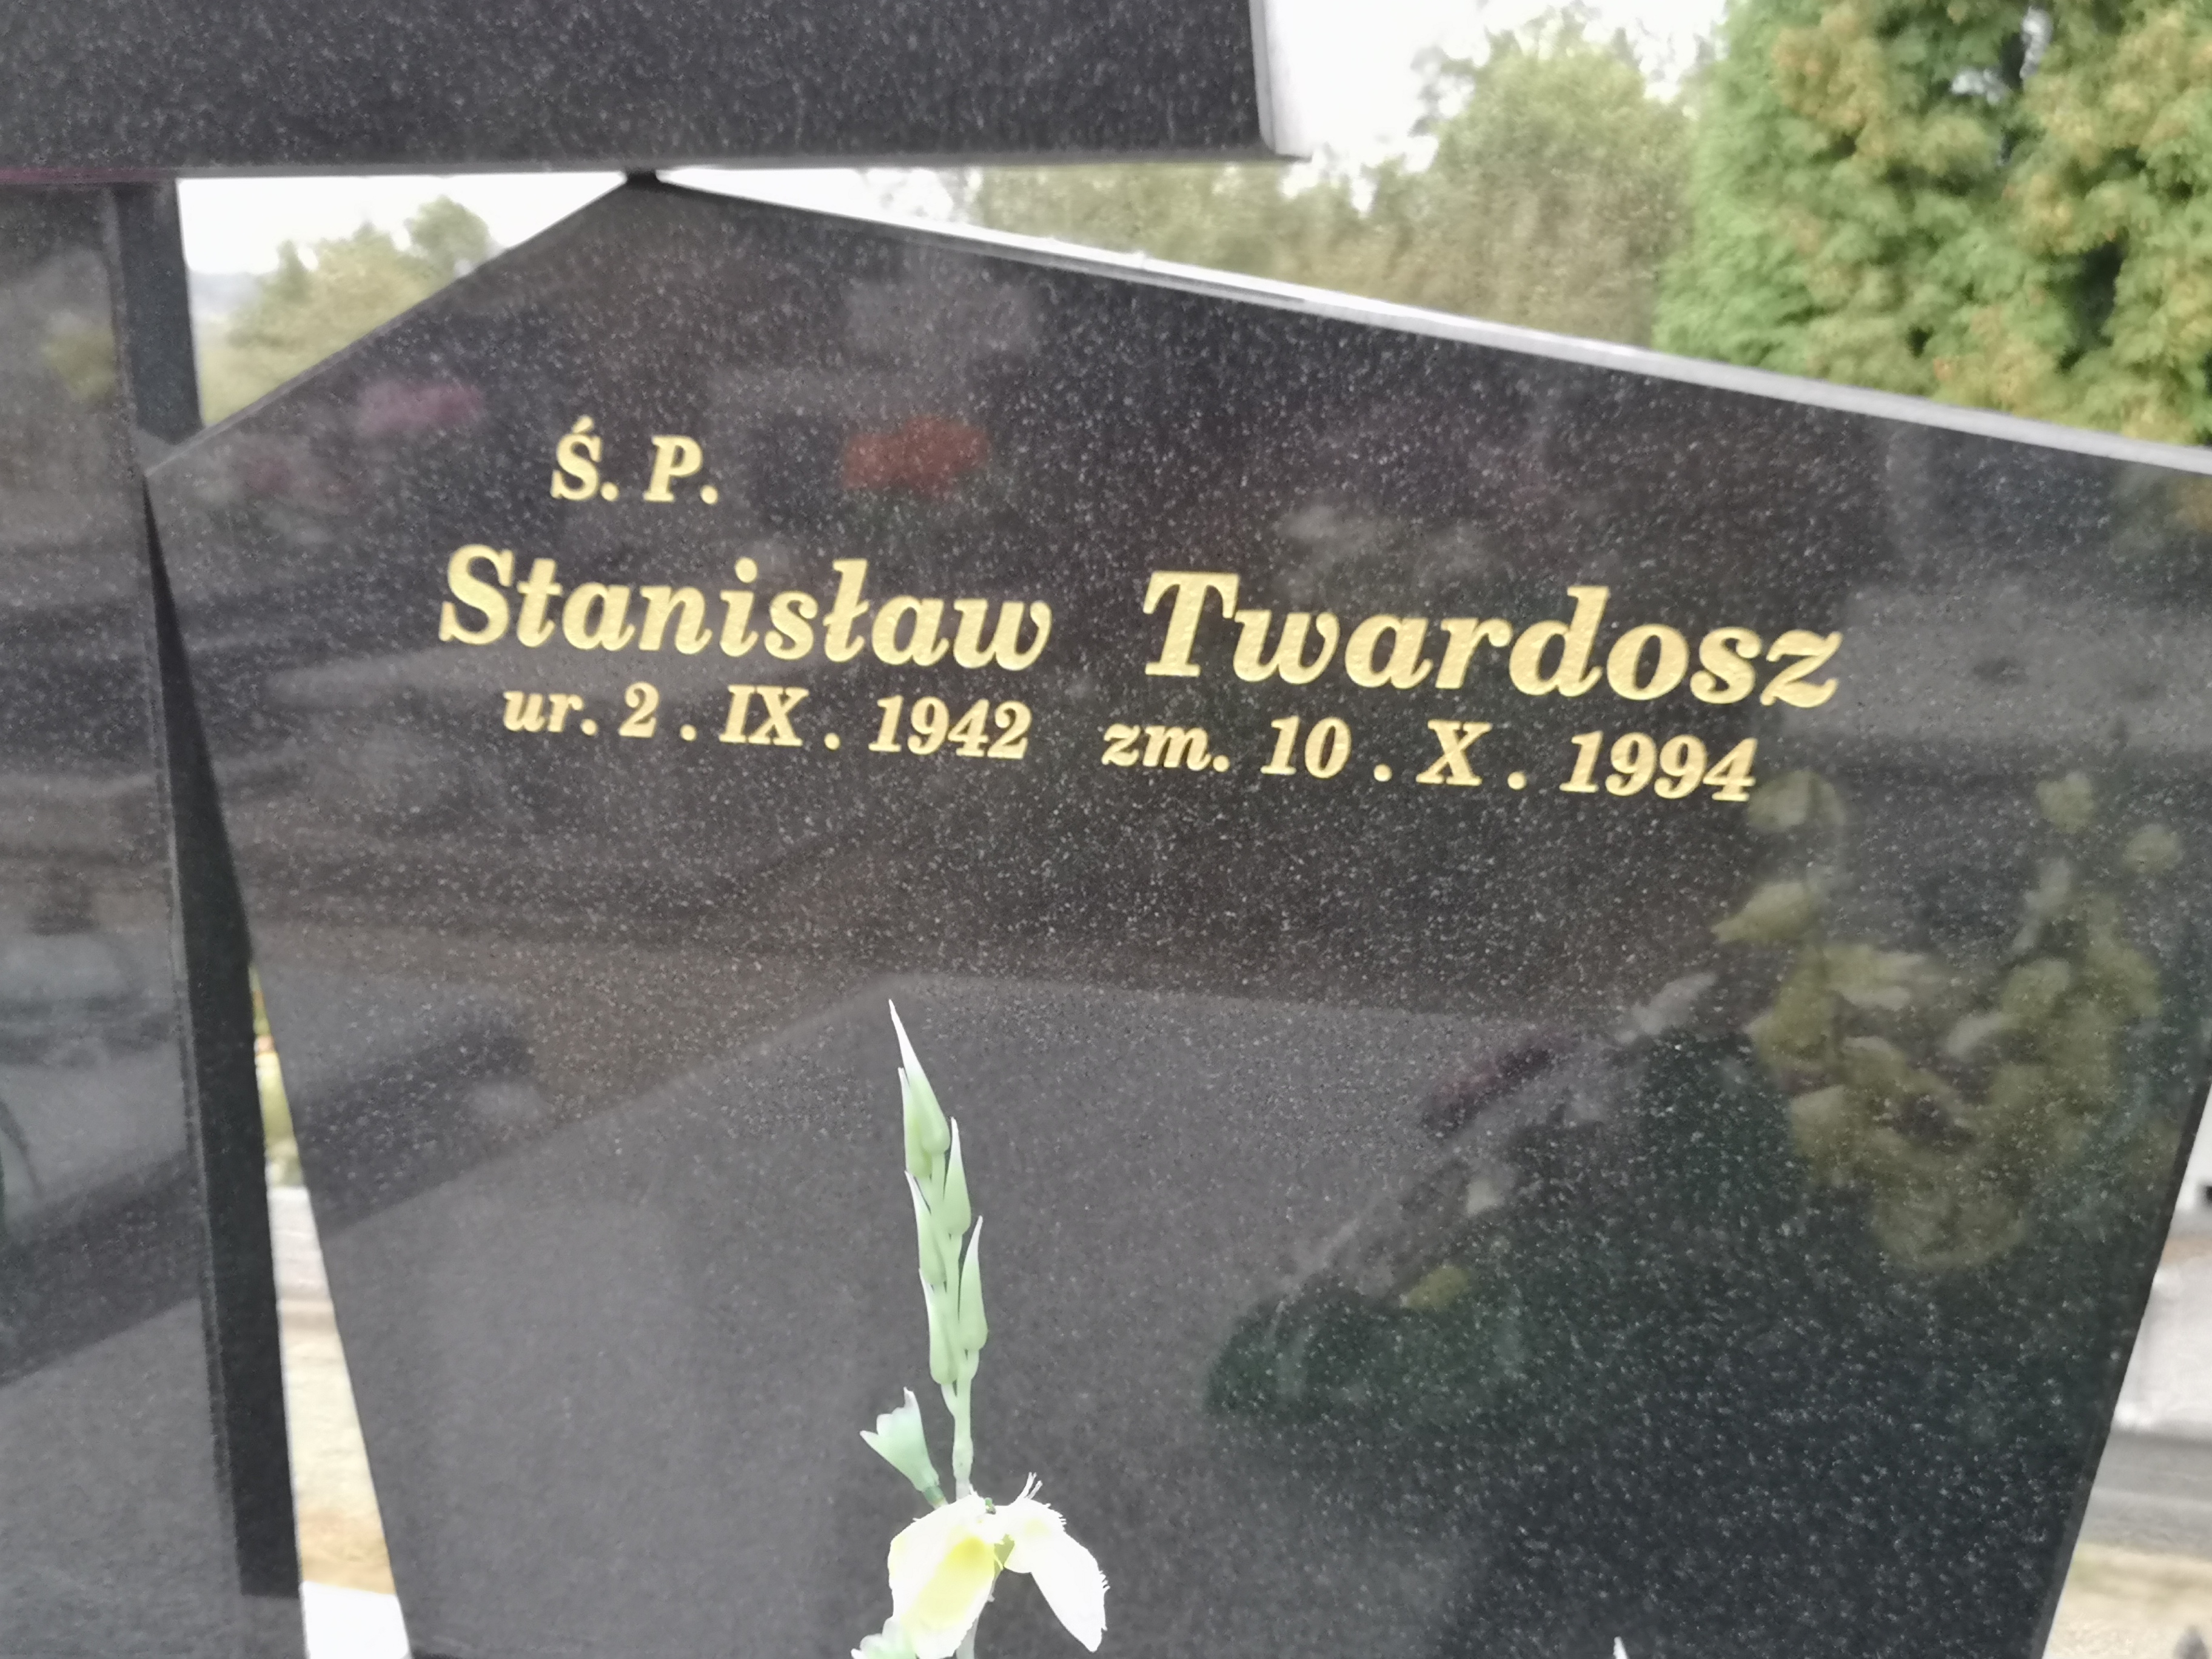 Ś. P.
Stanisław Twardosz
ur. 2 . IX . 1942 zm. 10 . X . 1994